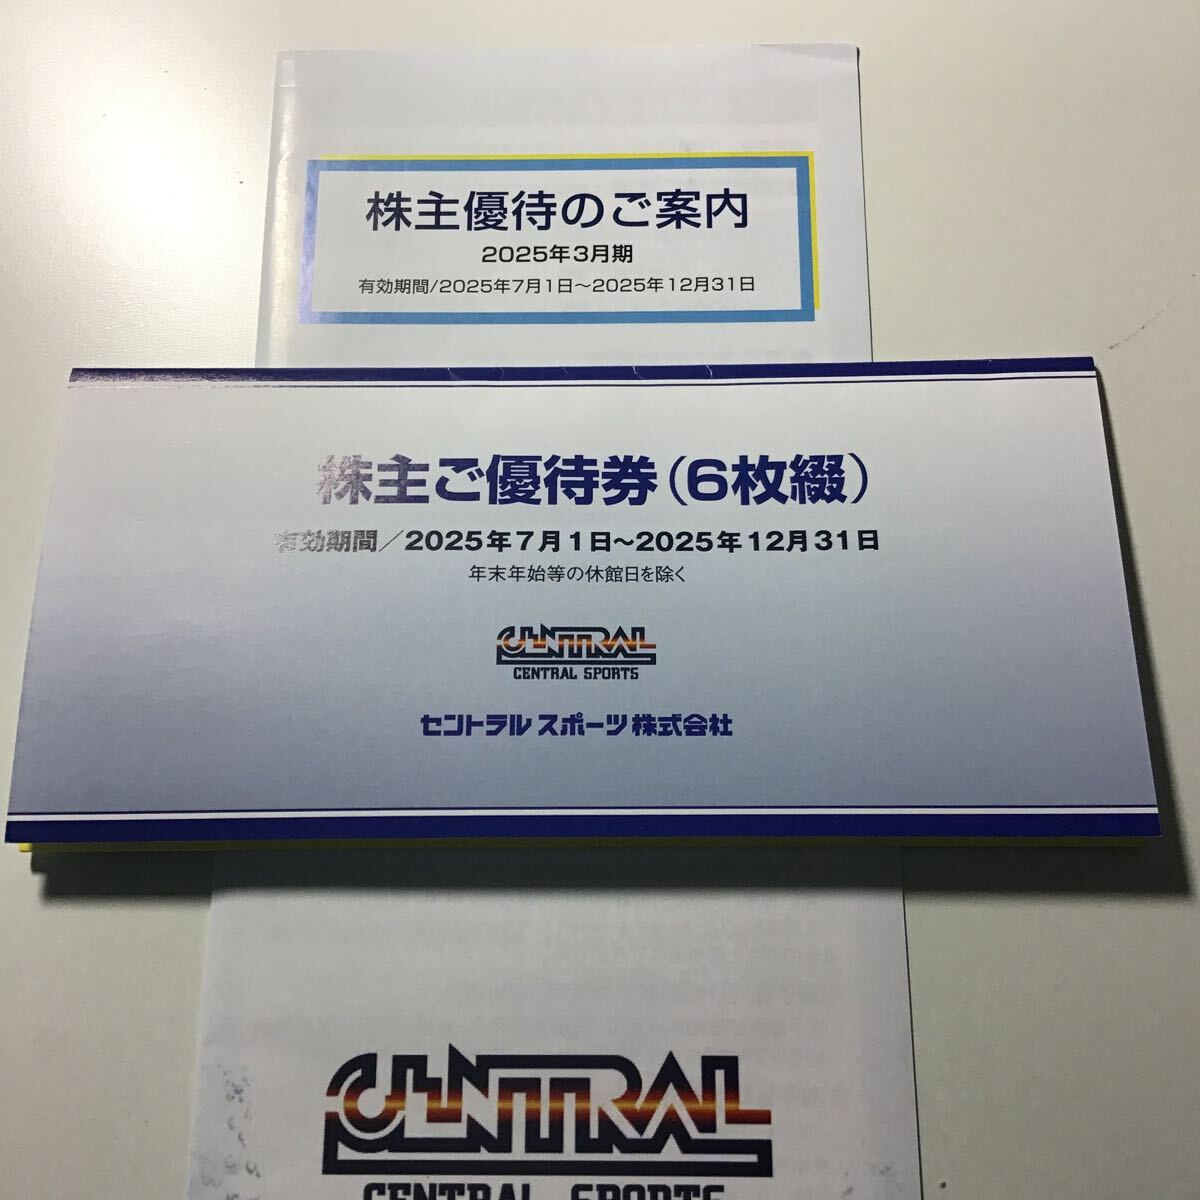 株主優待のご案内
2025年3月期
有効期間/2025年7月1日〜2025年12月31日
株主ご優待券(6枚綴)
有効期間/2025年7月1日〜2025年12月31日
年末年始等の休館日を除く
CENTRAL
CENTRAL SPORTS
セントラルスポーツ株式会社
CENTRAL
CENTRAL SPORTS